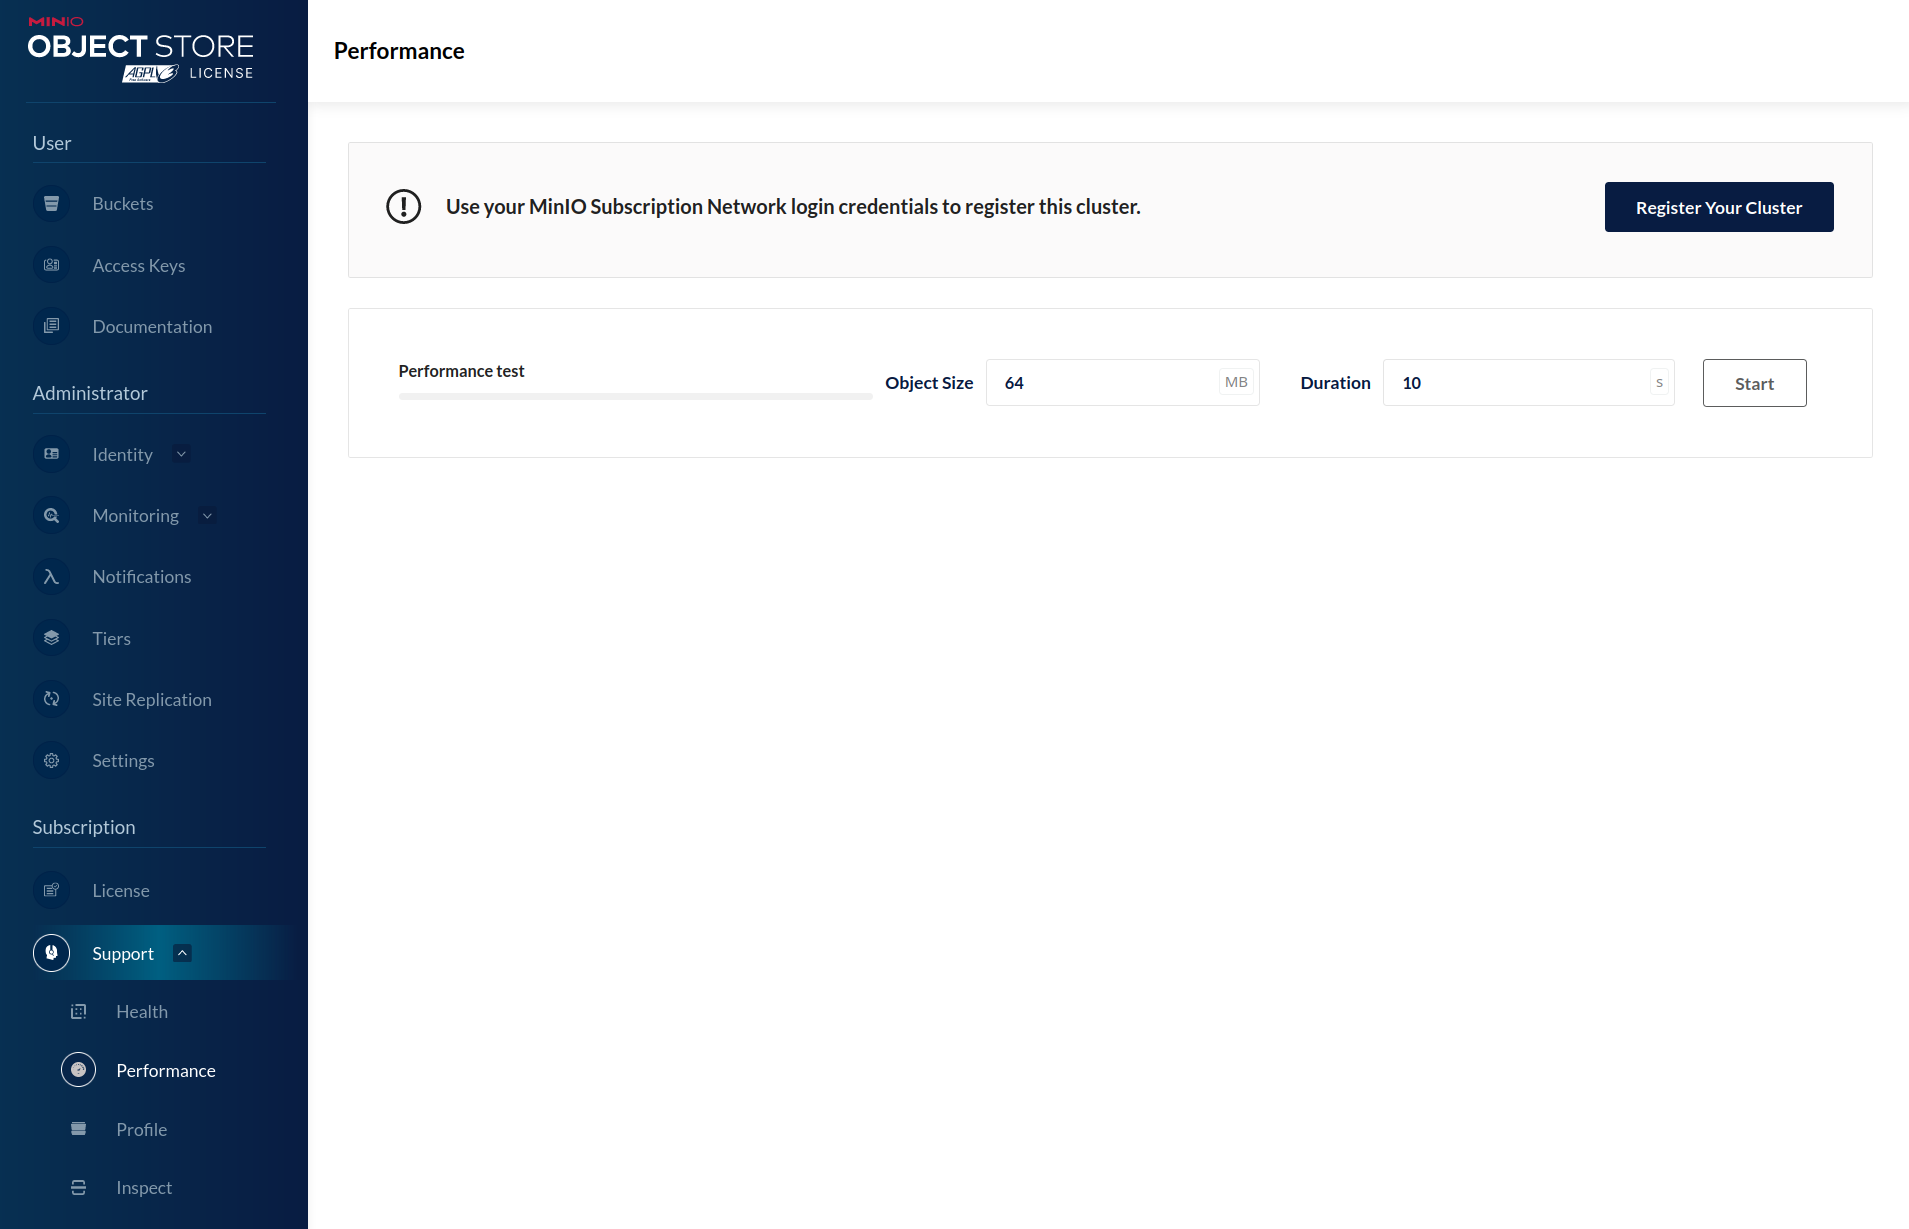 MINIO
OBJECT STORE
AGPLv3 LICENSE
Free Software
Performance
User
Buckets
Access Keys
Documentation
Administrator
Identity
Monitoring
Notifications
Tiers
Site Replication
Settings
Subscription
License
Support
Health
Performance
Profile
Inspect
Use your MinIO Subscription Network login credentials to register this cluster.
Register Your Cluster
Performance test
Object Size
64
MB
Duration
10
s
Start